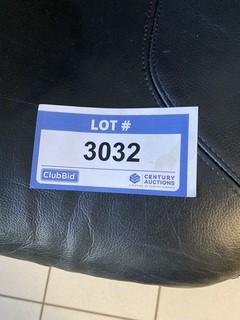 LOT #
3032
ClubBid
CENTURY
AUCTIONS